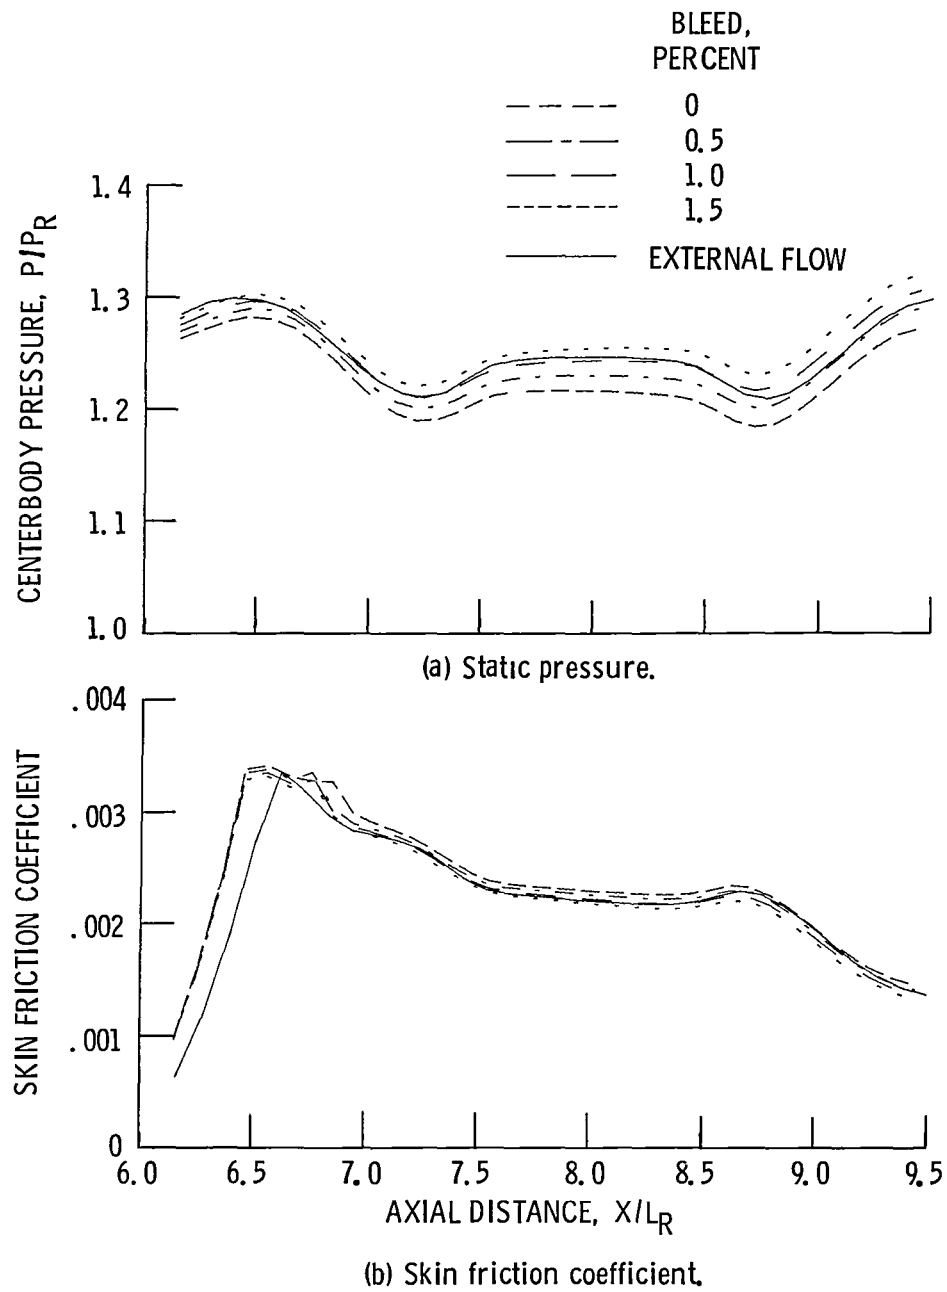 BLEED,
PERCENT
0
0.5
1.0
1.5
EXTERNAL FLOW
CENTERBODY PRESSURE, P/P_R
1.4
1.3
1.2
1.1
1.0
(a) Static pressure.
SKIN FRICTION COEFFICIENT
.004
.003
.002
.001
0
6.0 6.5 7.0 7.5 8.0 8.5 9.0 9.5
AXIAL DISTANCE, X/L_R
(b) Skin friction coefficient.